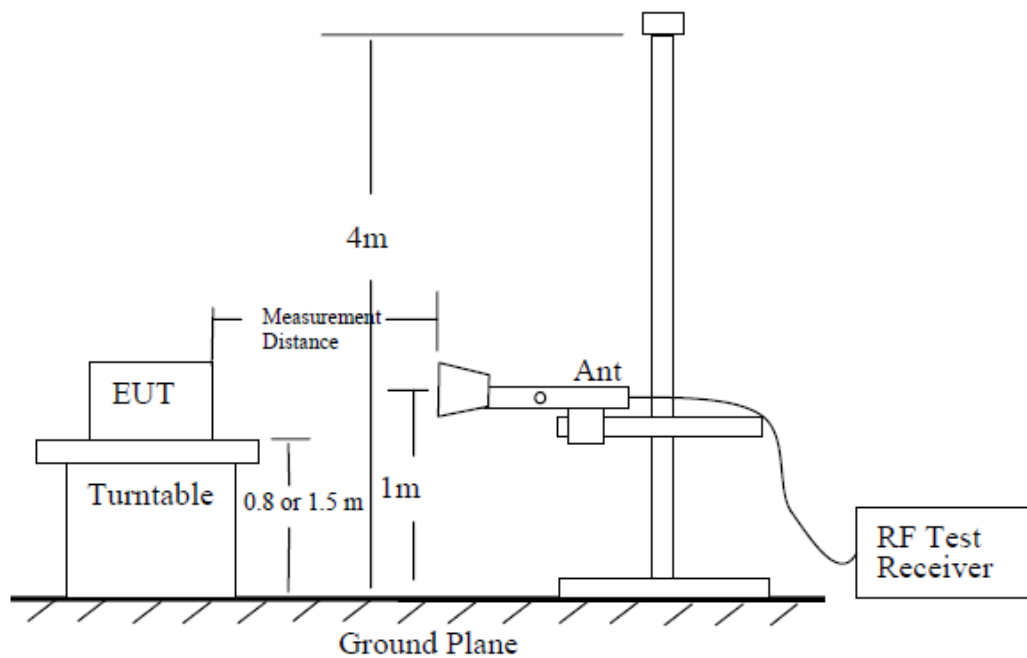 4m
Measurement
Distance
EUT
Ant
Turntable
0.8 or 1.5 m
1m
RF Test
Receiver
Ground Plane